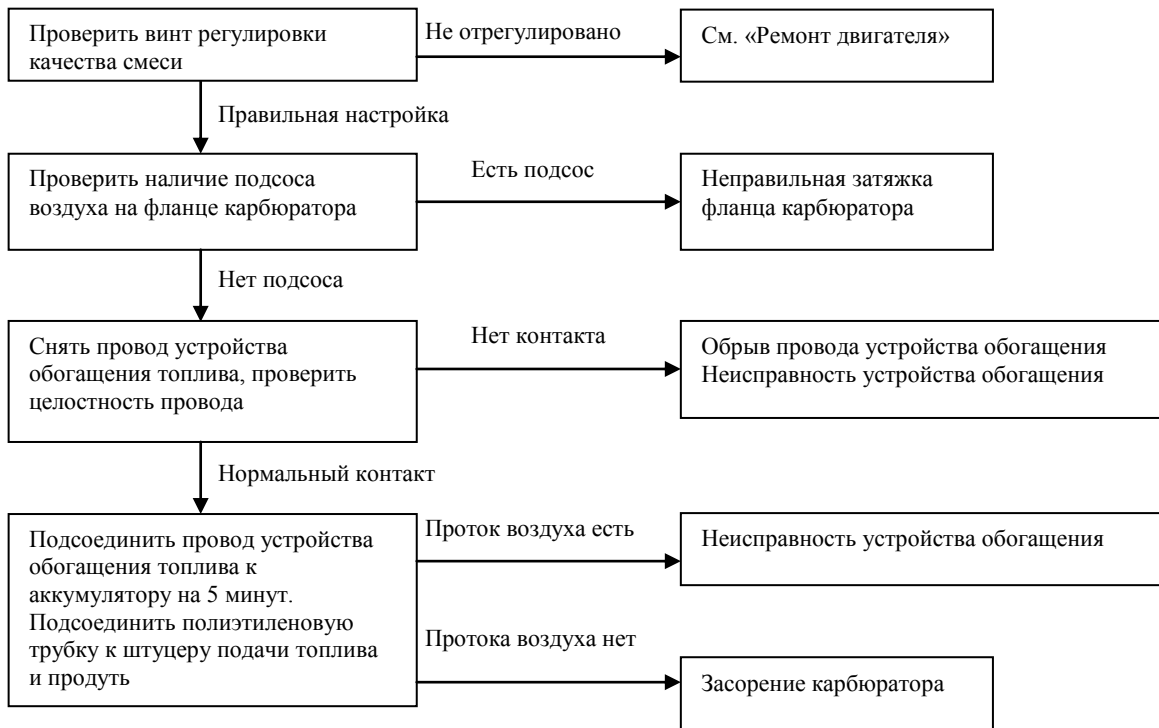 Проверить винт регулировки
качества смеси
Не отрегулировано
См. «Ремонт двигателя»
Правильная настройка
Проверить наличие подсоса
воздуха на фланце карбюратора
Есть подсос
Неправильная затяжка
фланца карбюратора
Нет подсоса
Снять провод устройства
обогащения топлива, проверить
целостность провода
Нет контакта
Обрыв провода устройства обогащения
Неисправность устройства обогащения
Нормальный контакт
Подсоединить провод устройства
обогащения топлива к
аккумулятору на 5 минут.
Подсоединить полиэтиленовую
трубку к штуцеру подачи топлива
и продуть
Проток воздуха есть
Неисправность устройства обогащения
Протока воздуха нет
Засорение карбюратора